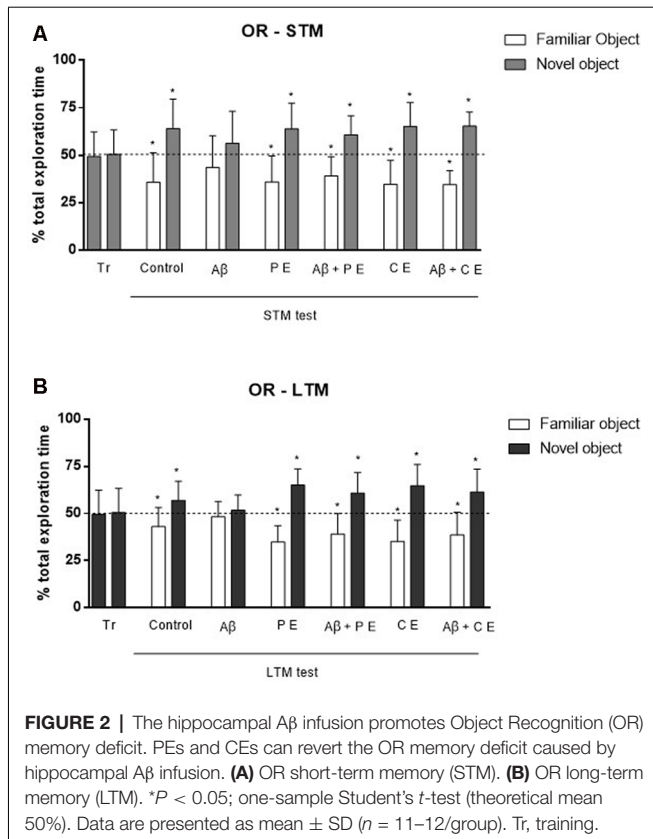 A
OR - STM
Familiar Object
Novel object
% total exploration time
100
75
50
25
0
* * * * * * * * * *
Tr Control Aβ P E Aβ + P E C E Aβ + C E
STM test
B
OR - LTM
Familiar object
Novel object
% total exploration time
100
75
50
25
0
* * * * * * * * * *
Tr Control Aβ P E Aβ + P E C E Aβ + C E
LTM test
FIGURE 2 | The hippocampal Aβ infusion promotes Object Recognition (OR)
memory deficit. PEs and CEs can revert the OR memory deficit caused by
hippocampal Aβ infusion. (A) OR short-term memory (STM). (B) OR long-term
memory (LTM). *P < 0.05; one-sample Student's t-test (theoretical mean
50%). Data are presented as mean ± SD (n = 11–12/group). Tr, training.